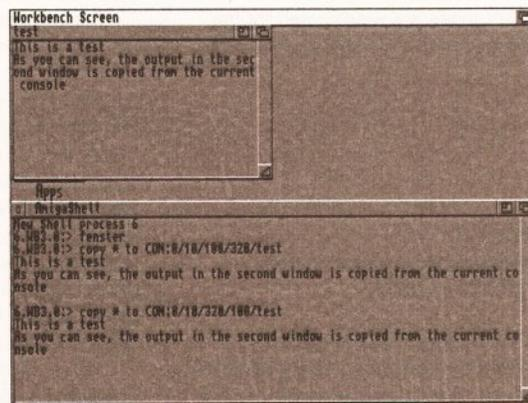 Workbench Screen
test
This is a test
As you can see, the output in the sec
ond window is copied from the current
console
Apps
AmigaShell
New Shell process 6
6.WB3.0:> fenster
6.WB3.0:> copy * to CON:0/10/100/320/test
This is a test
As you can see, the output in the second window is copied from the current co
nsole
6.WB3.0:> copy * to CON:0/10/320/100/test
This is a test
As you can see, the output in the second window is copied from the current co
nsole